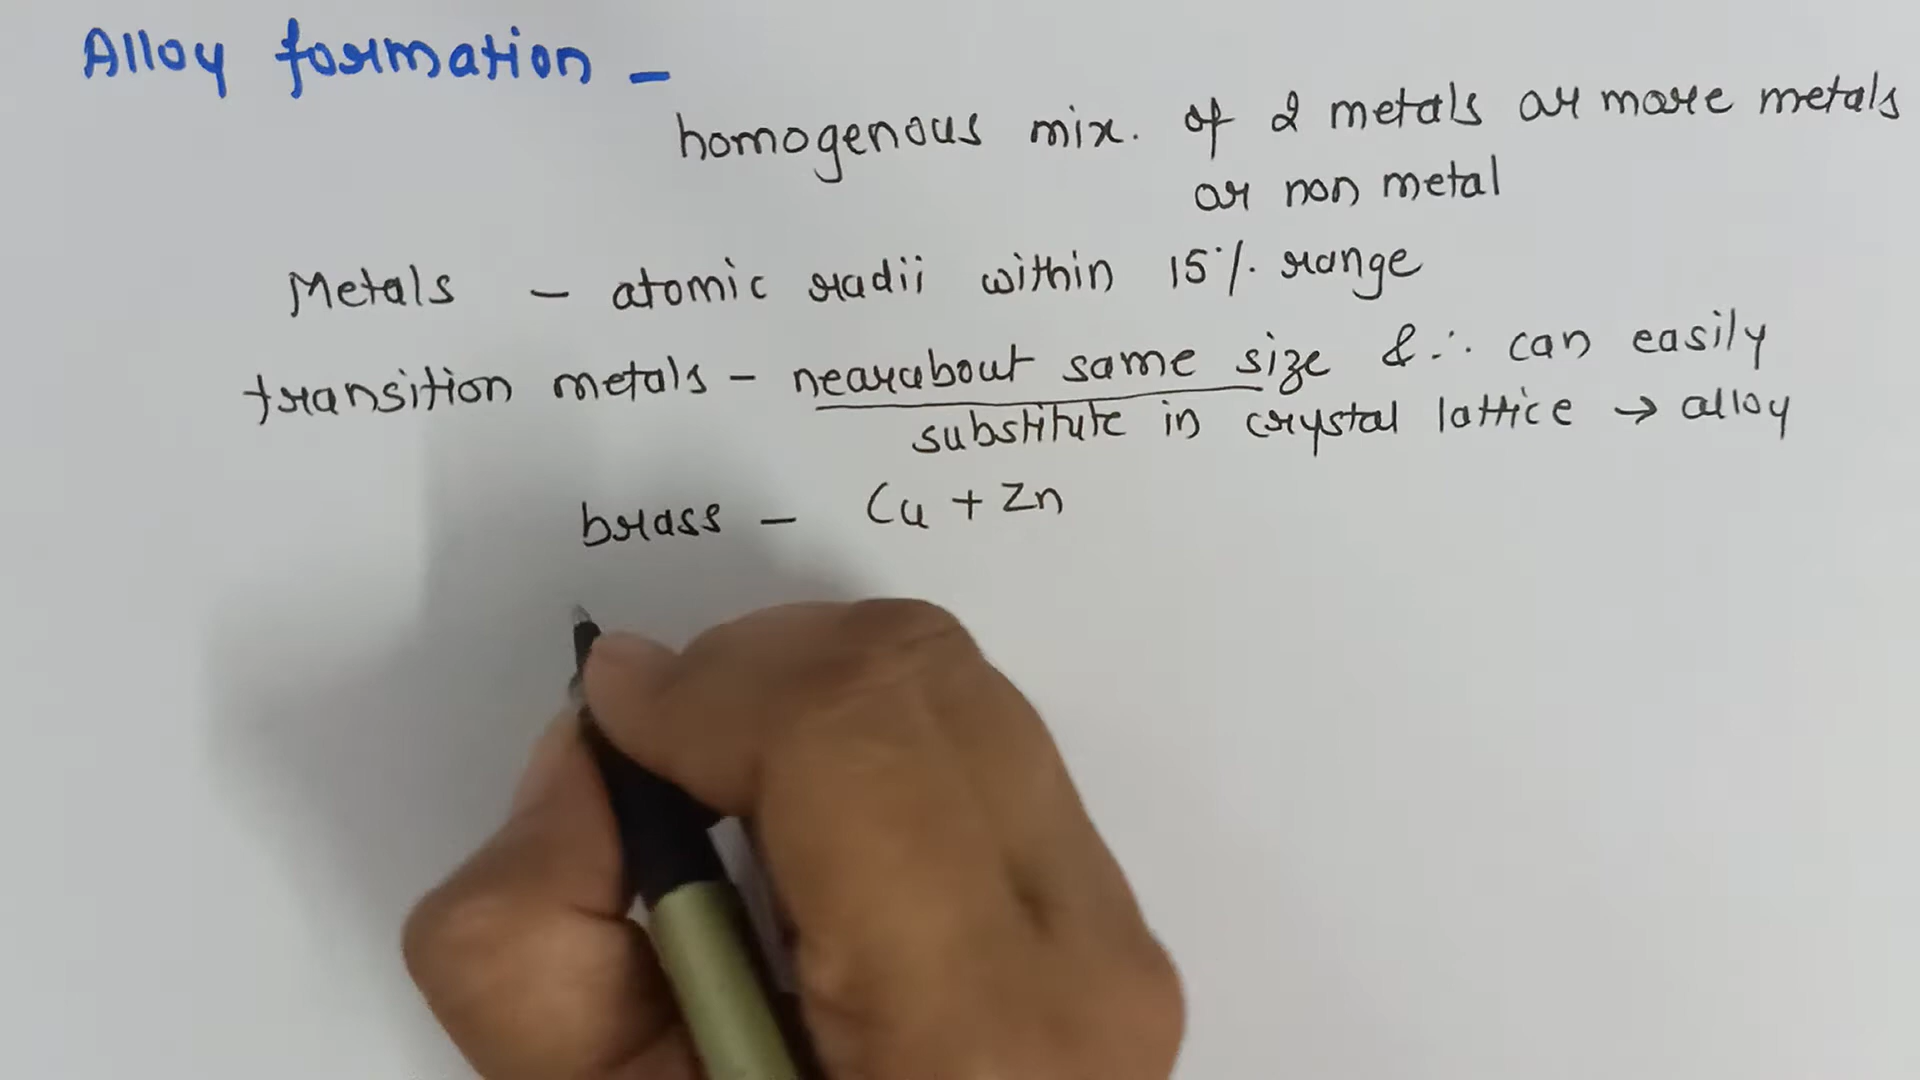 Alloy formation -
homogenous mix. of 2 metals or more metals
or non metal
Metals - atomic radii within 15% range
transition metals - nearabout same size & ∴ can easily
substitute in crystal lattice → alloy
brass - Cu + Zn